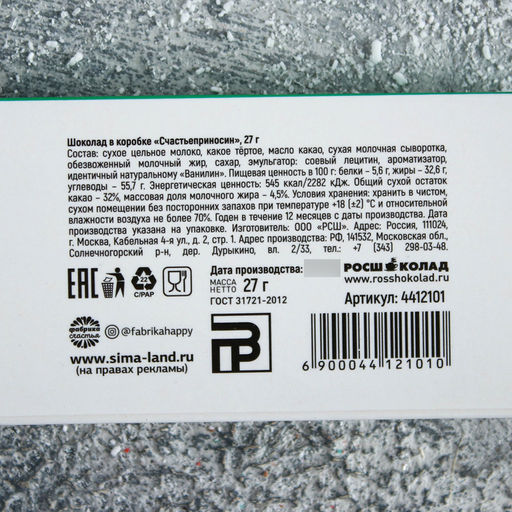 Шоколад в коробке «Счастьеприносин», 27 г
Состав: сухое цельное молоко, какое тёртое, масло какао, сухая молочная сыворотка,
обезвоженный молочный жир, сахар, эмульгатор: соевый лецитин, ароматизатор,
идентичный натуральному «Ванилин». Пищевая ценность в 100 г: белки – 5,6 г, жиры – 32,6 г,
углеводы – 55,7 г. Энергетическая ценность: 545 ккал/2282 кДж. Общий сухой остаток
какао – 32%, массовая доля молочного жира – 4,5%. Условия хранения: хранить в чистом,
сухом помещении без посторонних запахов при температуре +18 (±2) °С и относительной
влажности воздуха не более 70%. Годен в течение 12 месяцев с даты производства. Дата
изготовления указана на упаковке. Изготовитель: ООО «РСШ». Адрес: Россия, 111024,
г. Москва, Кабельная 4-я ул., д. 2, стр. 1. Адрес производства: РФ, 141532, Московская обл.,
Солнечногорский р-н, дер. Дурыкино, вл. 2/33, тел.: +7 (343) 298-03-48.
Дата производства:
EAC
22
C/PAP
МАССА
НЕТТО
27 г
ГОСТ 31721-2012
РОСШОКОЛАД
www.rosshokolad.ru
Артикул: 4412101
фабрика
счастья
@fabrikahappy
www.sima-land.ru
(на правах рекламы)
6 900044 121010